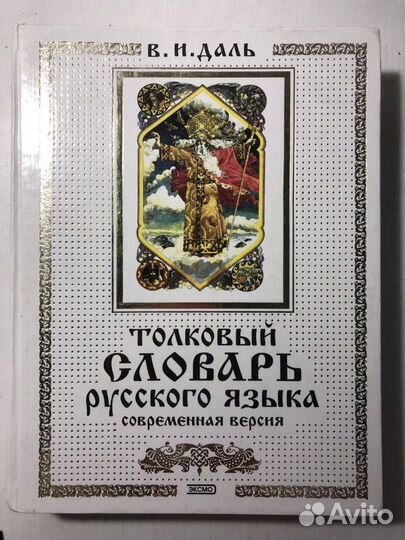 В.И.ДАЛЬ
ТОЛКОВЫЙ
СЛОВАРЬ
РУССКОГО ЯЗЫКА
СОВРЕМЕННАЯ ВЕРСИЯ
ЭКСМО
Avito